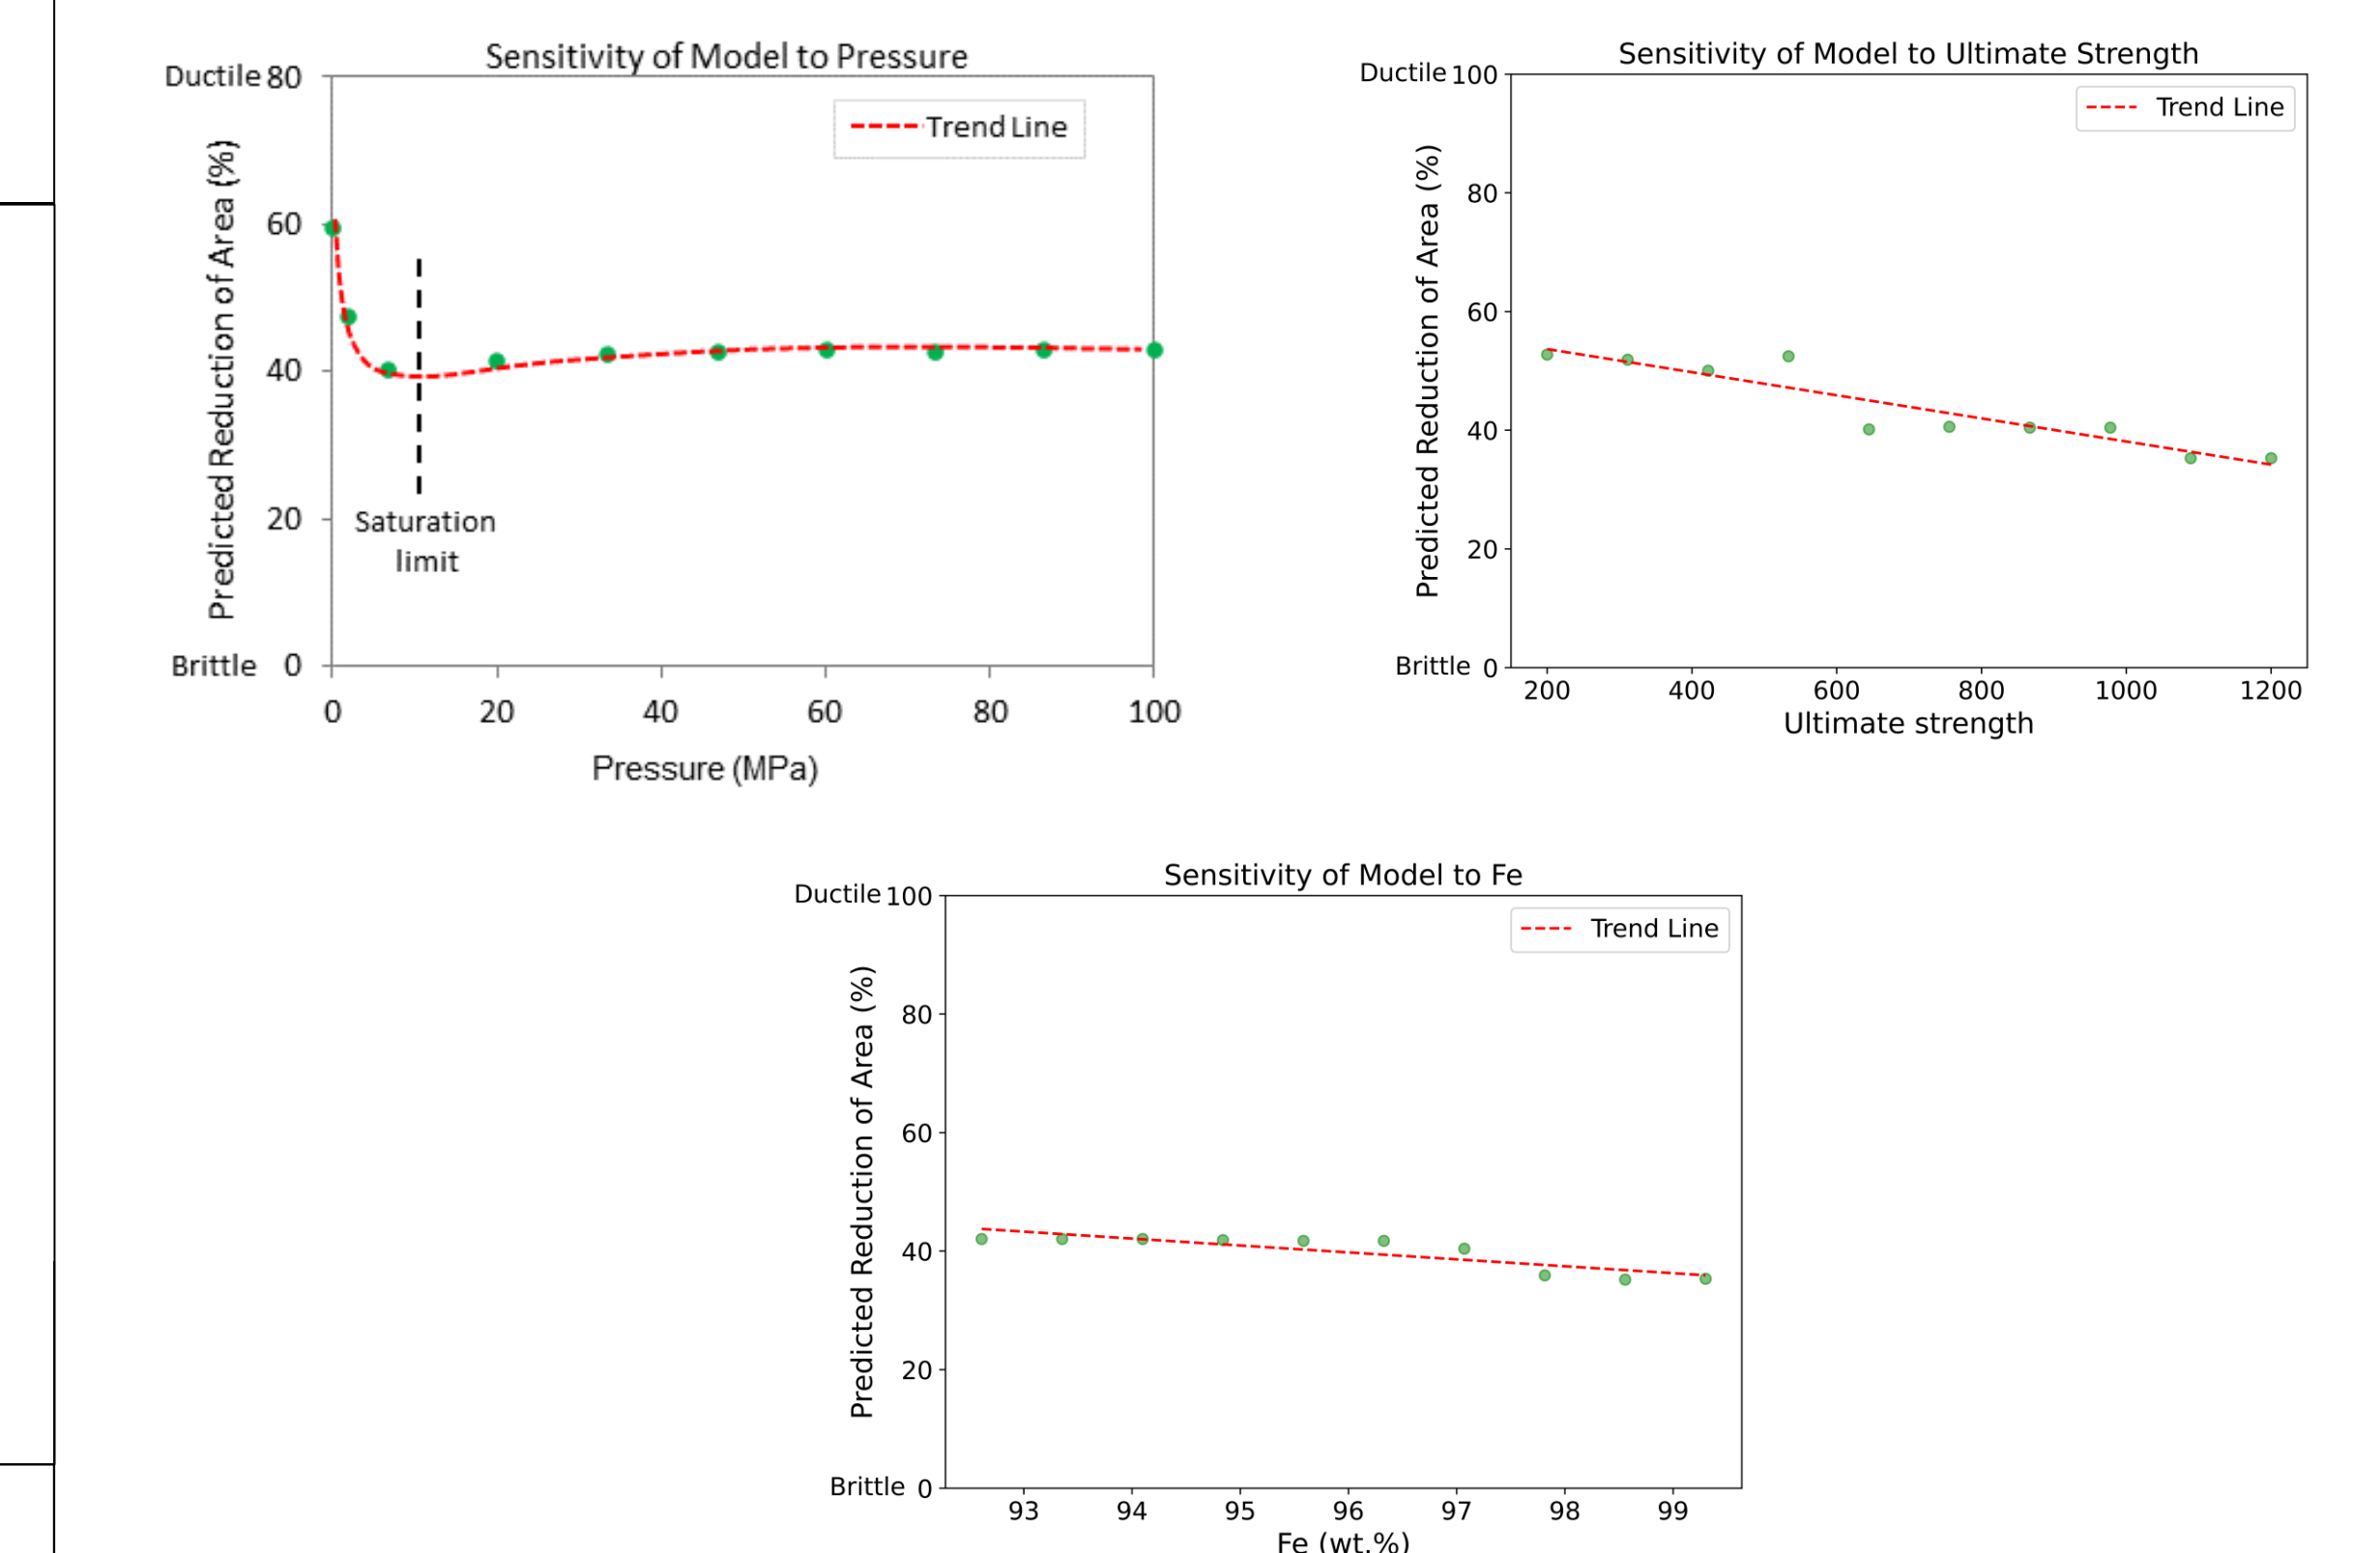 Sensitivity of Model to Pressure
Ductile 80
Trend Line
Predicted Reduction of Area (%)
60
40
20
Saturation
limit
Brittle 0
0 20 40 60 80 100
Pressure (MPa)
Sensitivity of Model to Ultimate Strength
Ductile 100
Trend Line
Predicted Reduction of Area (%)
80
60
40
20
Brittle 0
200 400 600 800 1000 1200
Ultimate strength
Sensitivity of Model to Fe
Ductile 100
Trend Line
Predicted Reduction of Area (%)
80
60
40
20
Brittle 0
93 94 95 96 97 98 99
Fe (wt.%)